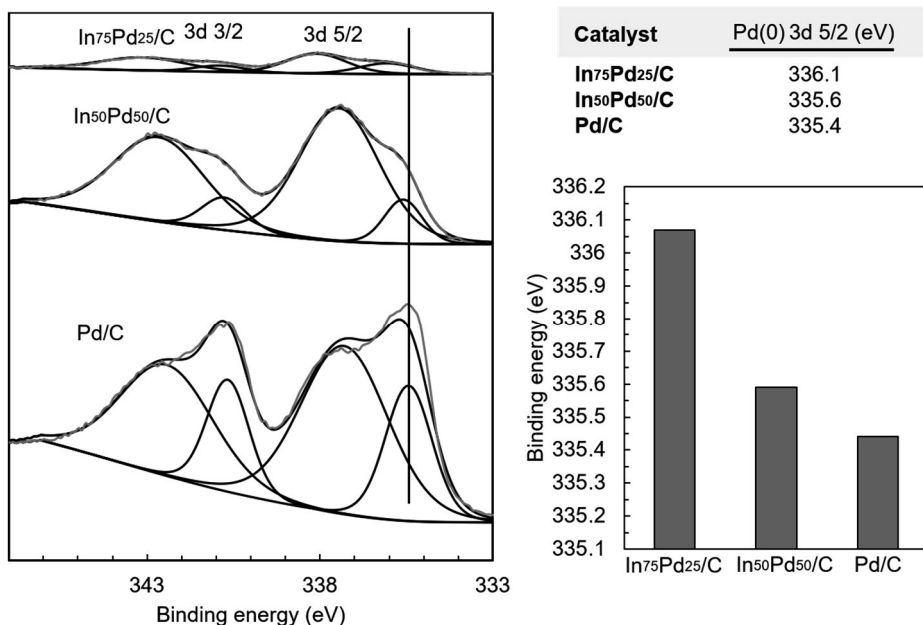 3d 3/2 3d 5/2
In75Pd25/C
In50Pd50/C
Pd/C
343 338 333
Binding energy (eV)
Catalyst Pd(0) 3d 5/2 (eV)
In75Pd25/C 336.1
In50Pd50/C 335.6
Pd/C 335.4
336.2
336.1
336
335.9
335.8
335.7
335.6
335.5
335.4
335.3
335.2
335.1
Binding energy (eV)
In75Pd25/C In50Pd50/C Pd/C